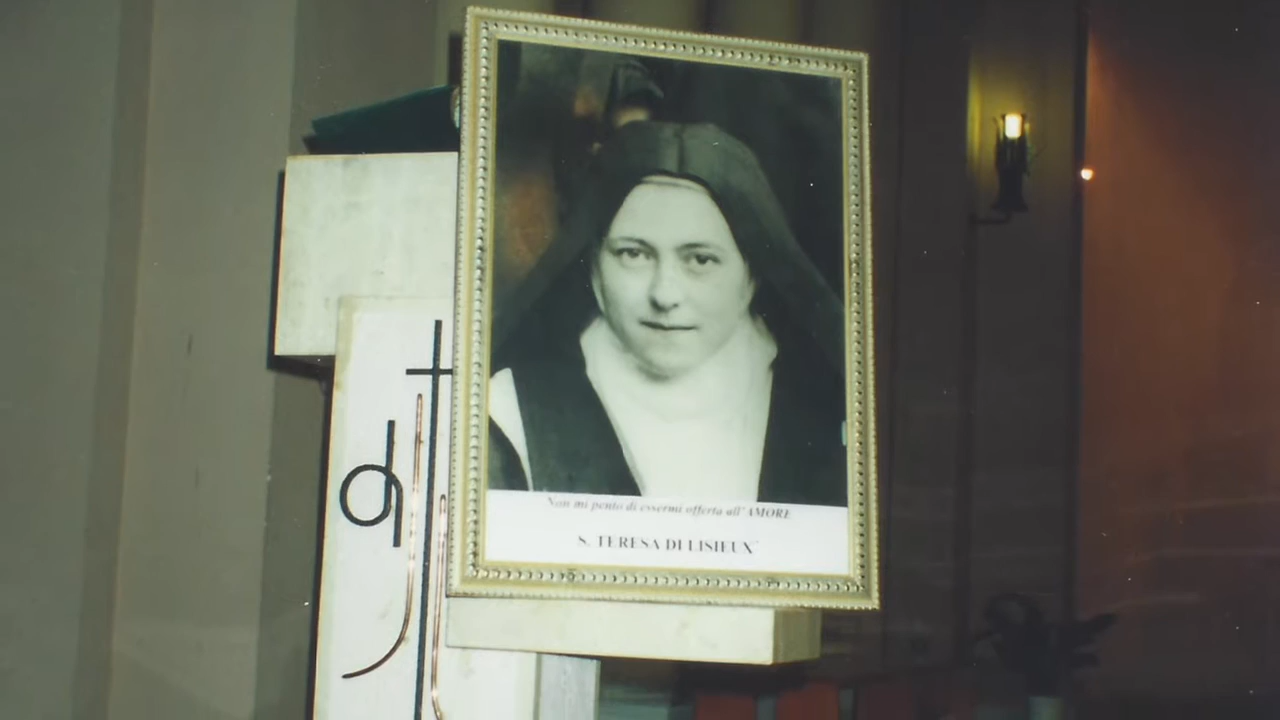 Non mi pento di essermi offerta all'AMORE
S. TERESA DI LISIEUX